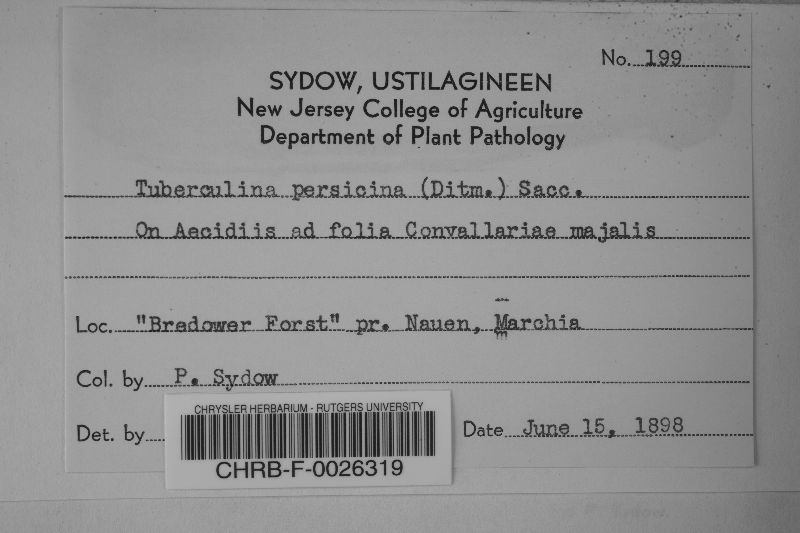 No. 199
SYDOW, USTILAGINEEN
New Jersey College of Agriculture
Department of Plant Pathology
Tuberculina persicina (Ditm.) Sacc.
On Aecidiis ad folia Convallariae majalis
Loc. "Bredower Forst" pr. Nauen, Marchia
Col. by P. Sydow
Det. by
Date June 15, 1898
CHRYSLER HERBARIUM - RUTGERS UNIVERSITY
CHRB-F-0026319